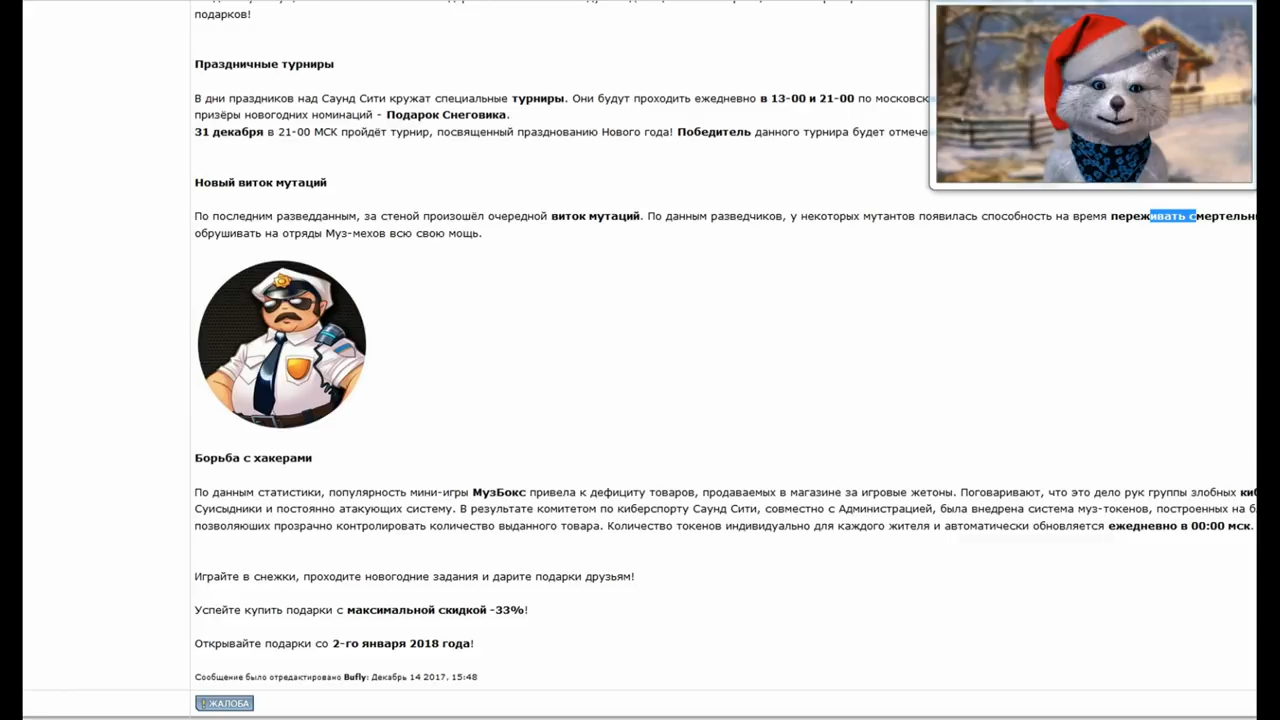 подарков!
Праздничные турниры
В дни праздников над Саунд Сити кружат специальные турниры. Они будут проходить ежедневно в 13-00 и 21-00 по
призёры новогодних номинаций - Подарок Снеговика.
31 декабря в 21-00 МСК пройдёт турнир, посвященный празднованию Нового года! Победитель данного турнира будет
Новый виток мутаций
По последним разведданным, за стеной произошёл очередной виток мутаций. По данным разведчиков, у некоторых мутантов появилась способность на время переживать
обрушивать на отряды Муз-мехов всю свою мощь.
Борьба с хакерами
По данным статистики, популярность мини-игры МузБокс привела к дефициту товаров, продаваемых в магазине за игровые жетоны. Поговаривают, что это дело рук группы злобных
Суисыдники и постоянно атакующих систему. В результате комитетом по киберспорту Саунд Сити, совместно с Администрацией, была внедрена система муз-токенов, построенных на
позволяюших прозрачно контролировать количество выданного товара. Количество токенов индивидуально для каждого жителя и автоматически обновляется ежедневно в 00:00 мск.
Играйте в снежки, проходите новогодние задания и дарите подарки друзьям!
Успейте купить подарки с максимальной скидкой -33%!
Открывайте подарки со 2-го января 2018 года!
Сообщение было отредактировано Bufly: Декабрь 14 2017, 15:48
! ЖАЛОБА